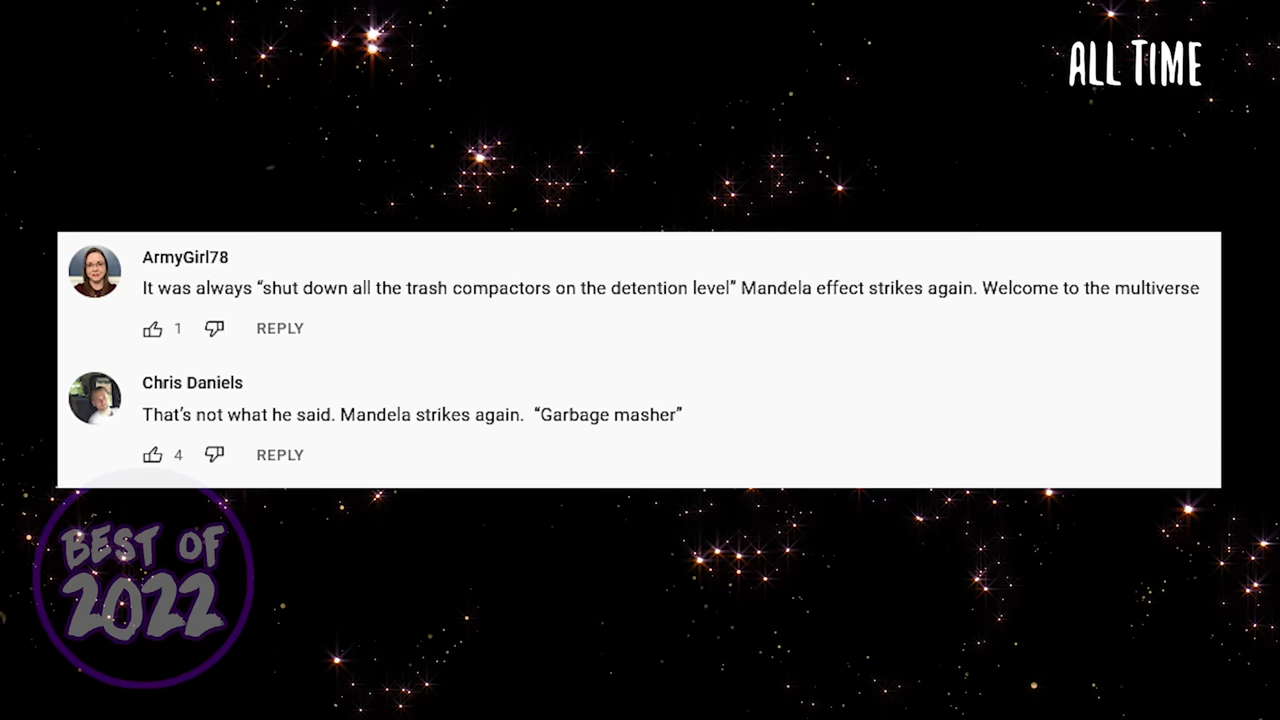 ALL TIME
ArmyGirl78
It was always “shut down all the trash compactors on the detention level” Mandela effect strikes again. Welcome to the multiverse
1 REPLY
Chris Daniels
That’s not what he said. Mandela strikes again.  “Garbage masher”
4 REPLY
BEST OF
2022